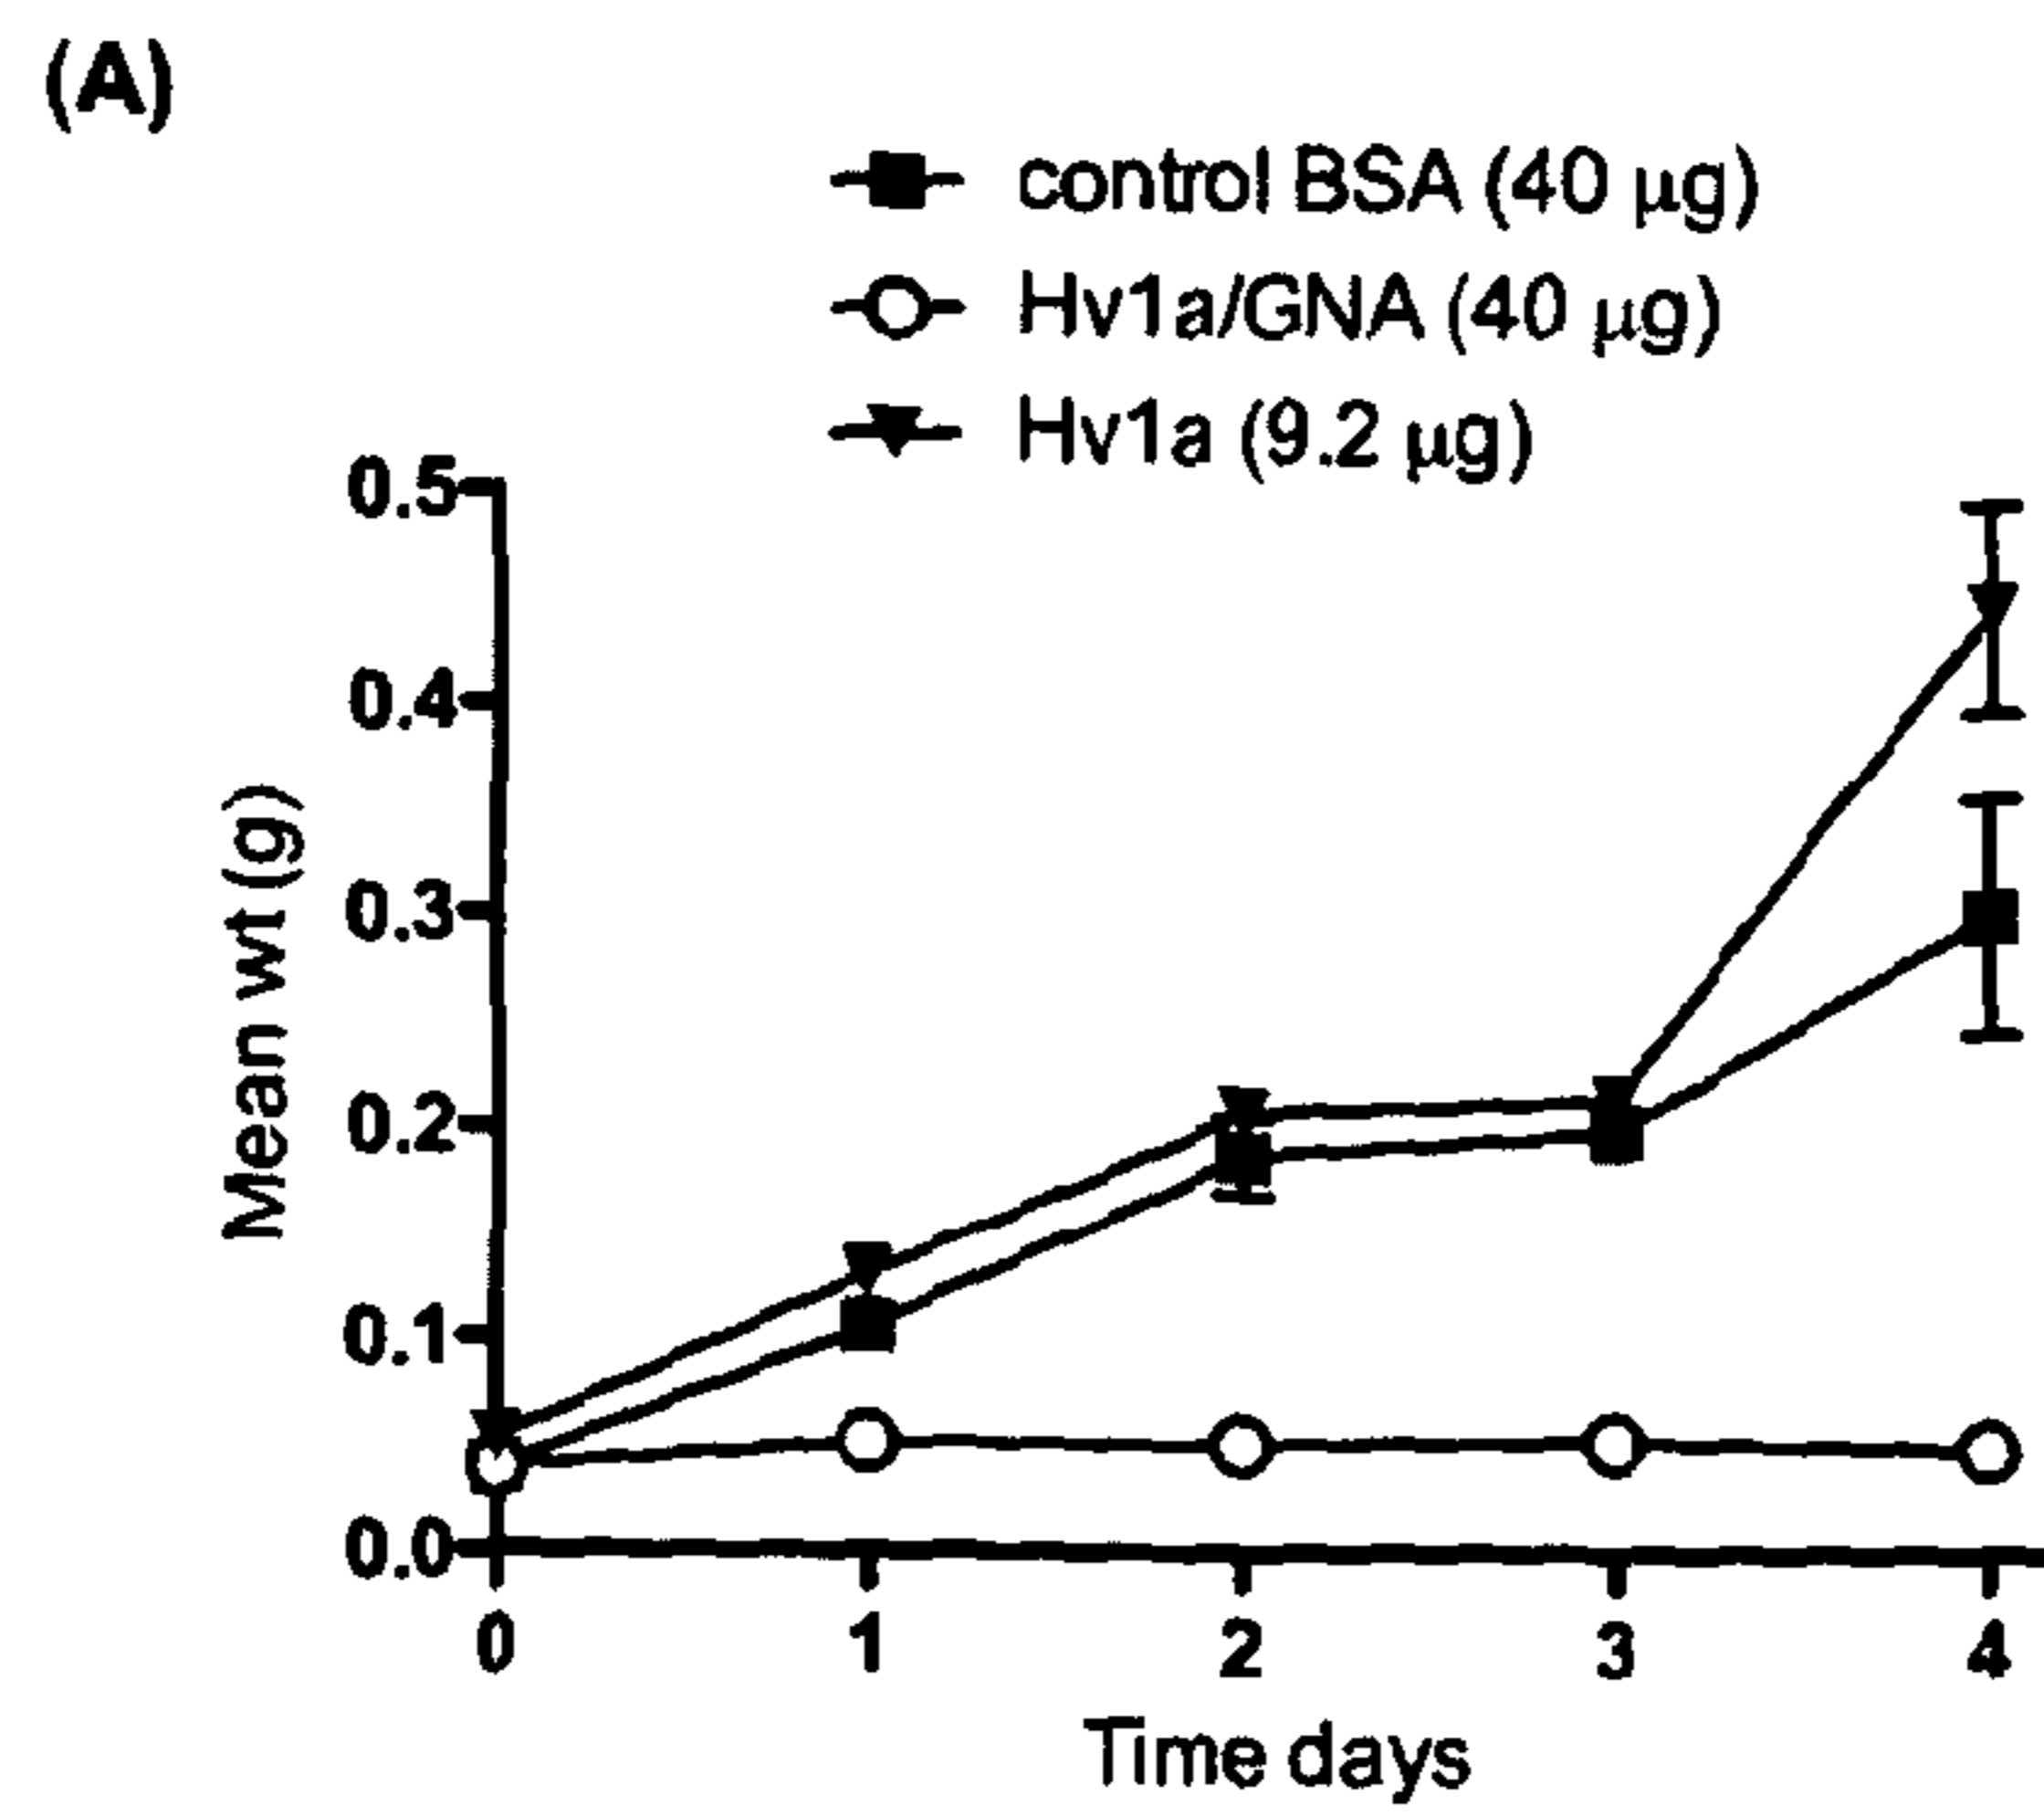 (A)
control BSA (40 μg)
Hv1a/GNA (40 μg)
Hv1a (9.2 μg)
0.5
0.4
0.3
0.2
0.1
0.0
Mean wt (g)
0 1 2 3 4
Time days